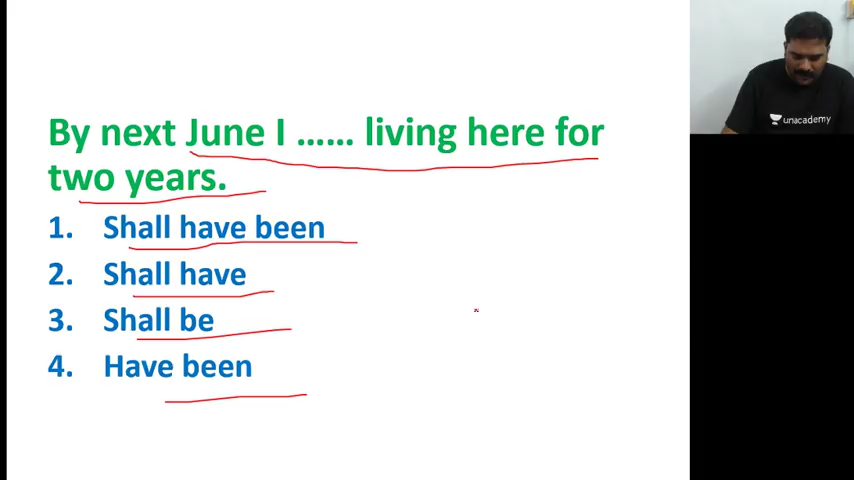 By next June I ...... living here for
two years.
1. Shall have been
2. Shall have
3. Shall be
4. Have been
unacademy